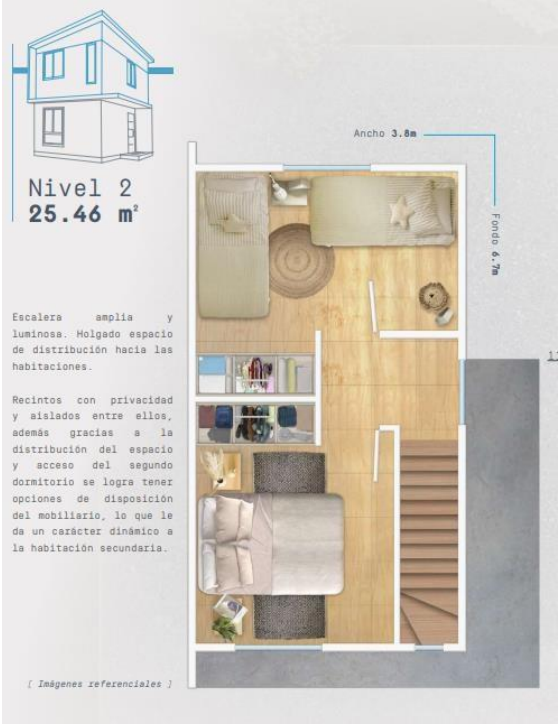 Nivel 2
25.46 m²
Ancho 3.8m
Fondo 6.7m
Escalera amplia y
luminosa. Holgado espacio
de distribución hacia las
habitaciones.
Recintos con privacidad
y aislados entre ellos,
además gracias a la
distribución del espacio
y acceso del segundo
dormitorio se logra tener
opciones de disposición
del mobiliario, lo que le
da un carácter dinámico a
la habitación secundaria.
[ Imágenes referenciales ]